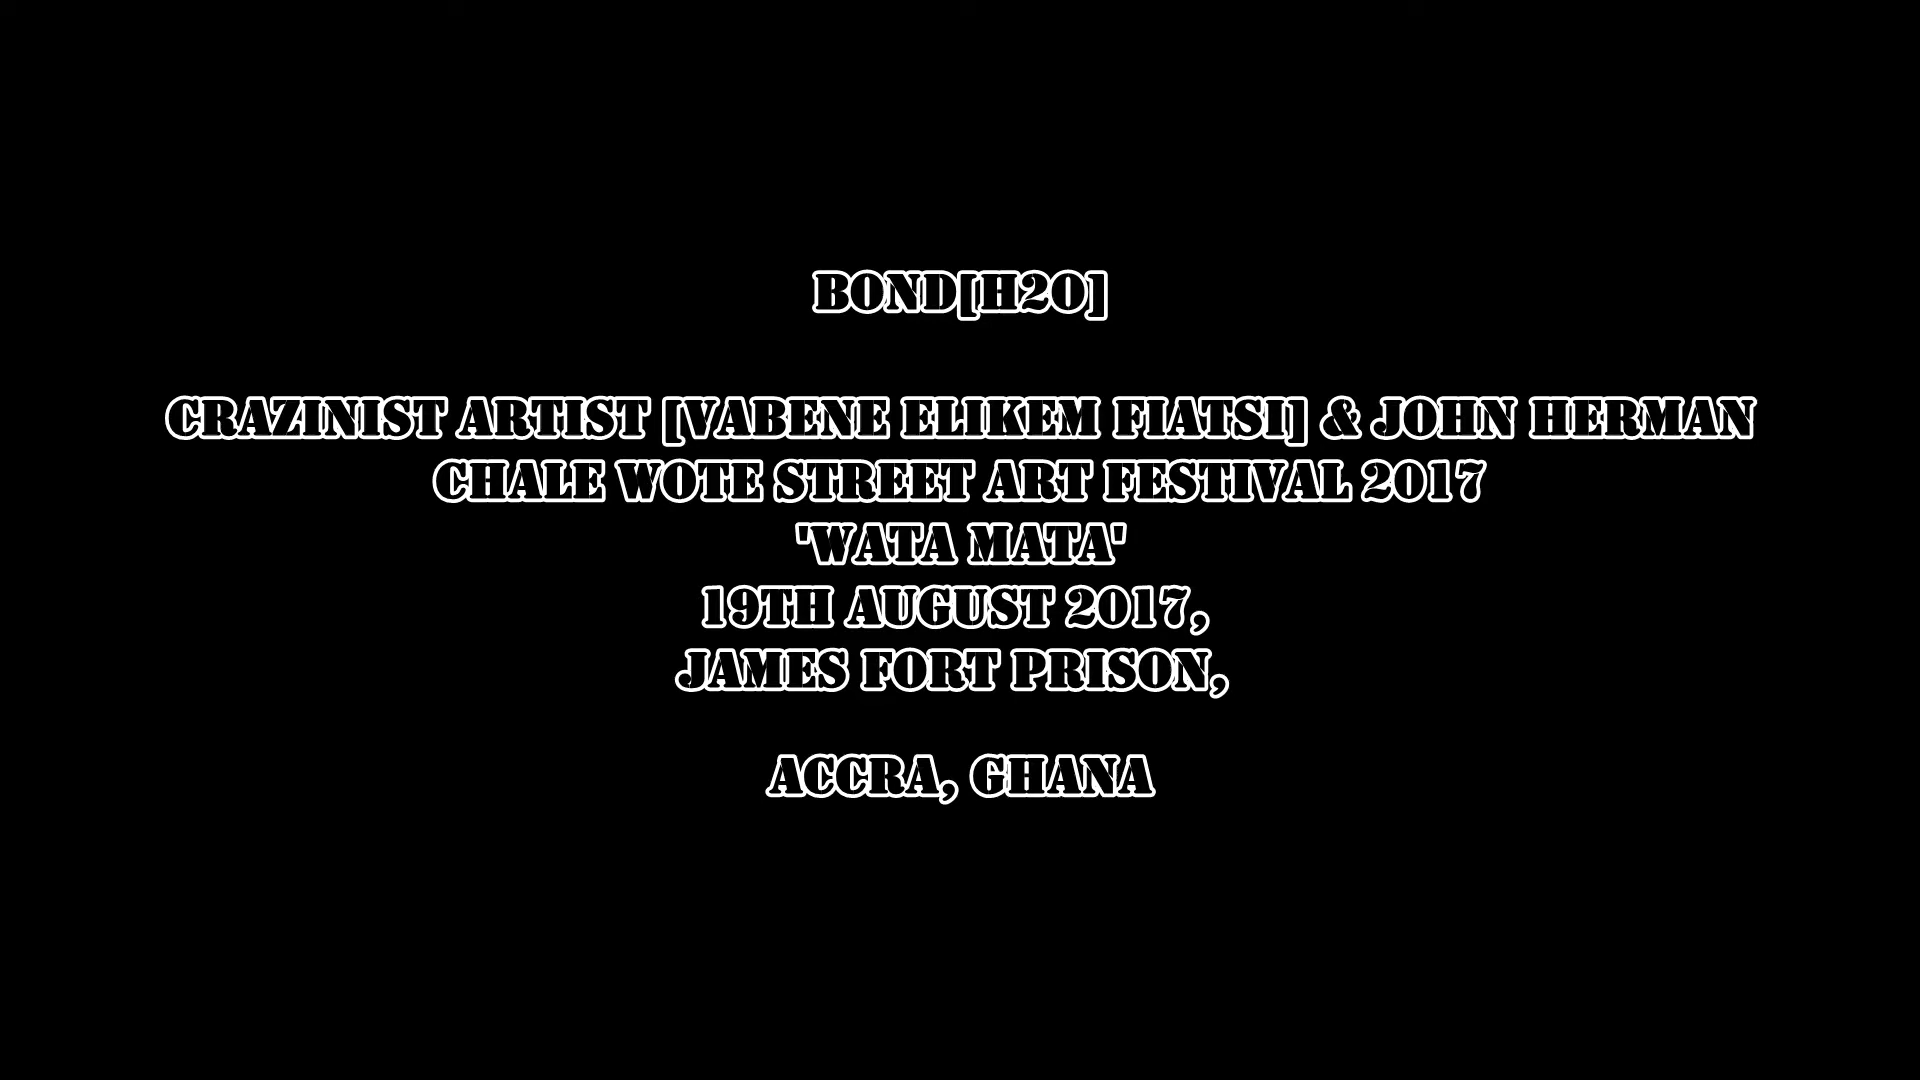 BOND[H2O]
CRAZINIST ARTIST [VABENE ELIKEM FIATSI] & JOHN HERMAN
CHALE WOTE STREET ART FESTIVAL 2017
'WATA MATA'
19TH AUGUST 2017,
JAMES FORT PRISON,
ACCRA, GHANA